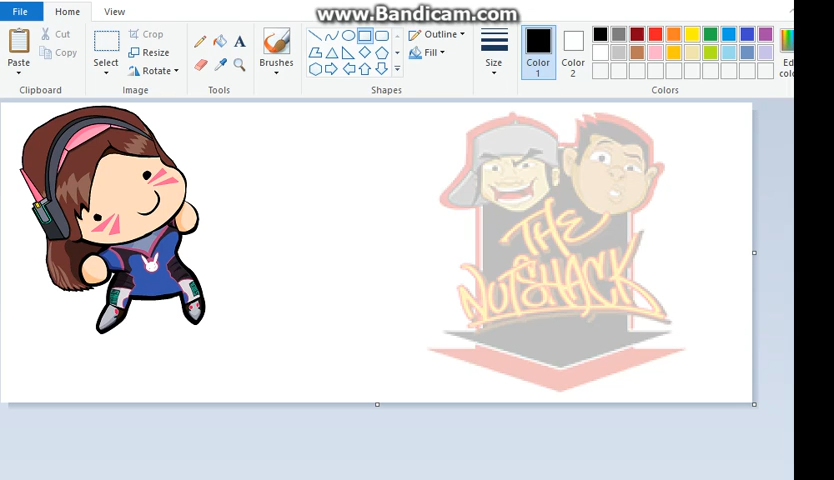 www.Bandicam.com
File Home View
Paste
Cut
Copy
Clipboard
Select
Crop
Resize
Rotate
Image
A
Tools
Brushes
Outline
Fill
Shapes
Size
Color
1
Color
2
Colors
THE
NUTSHACK